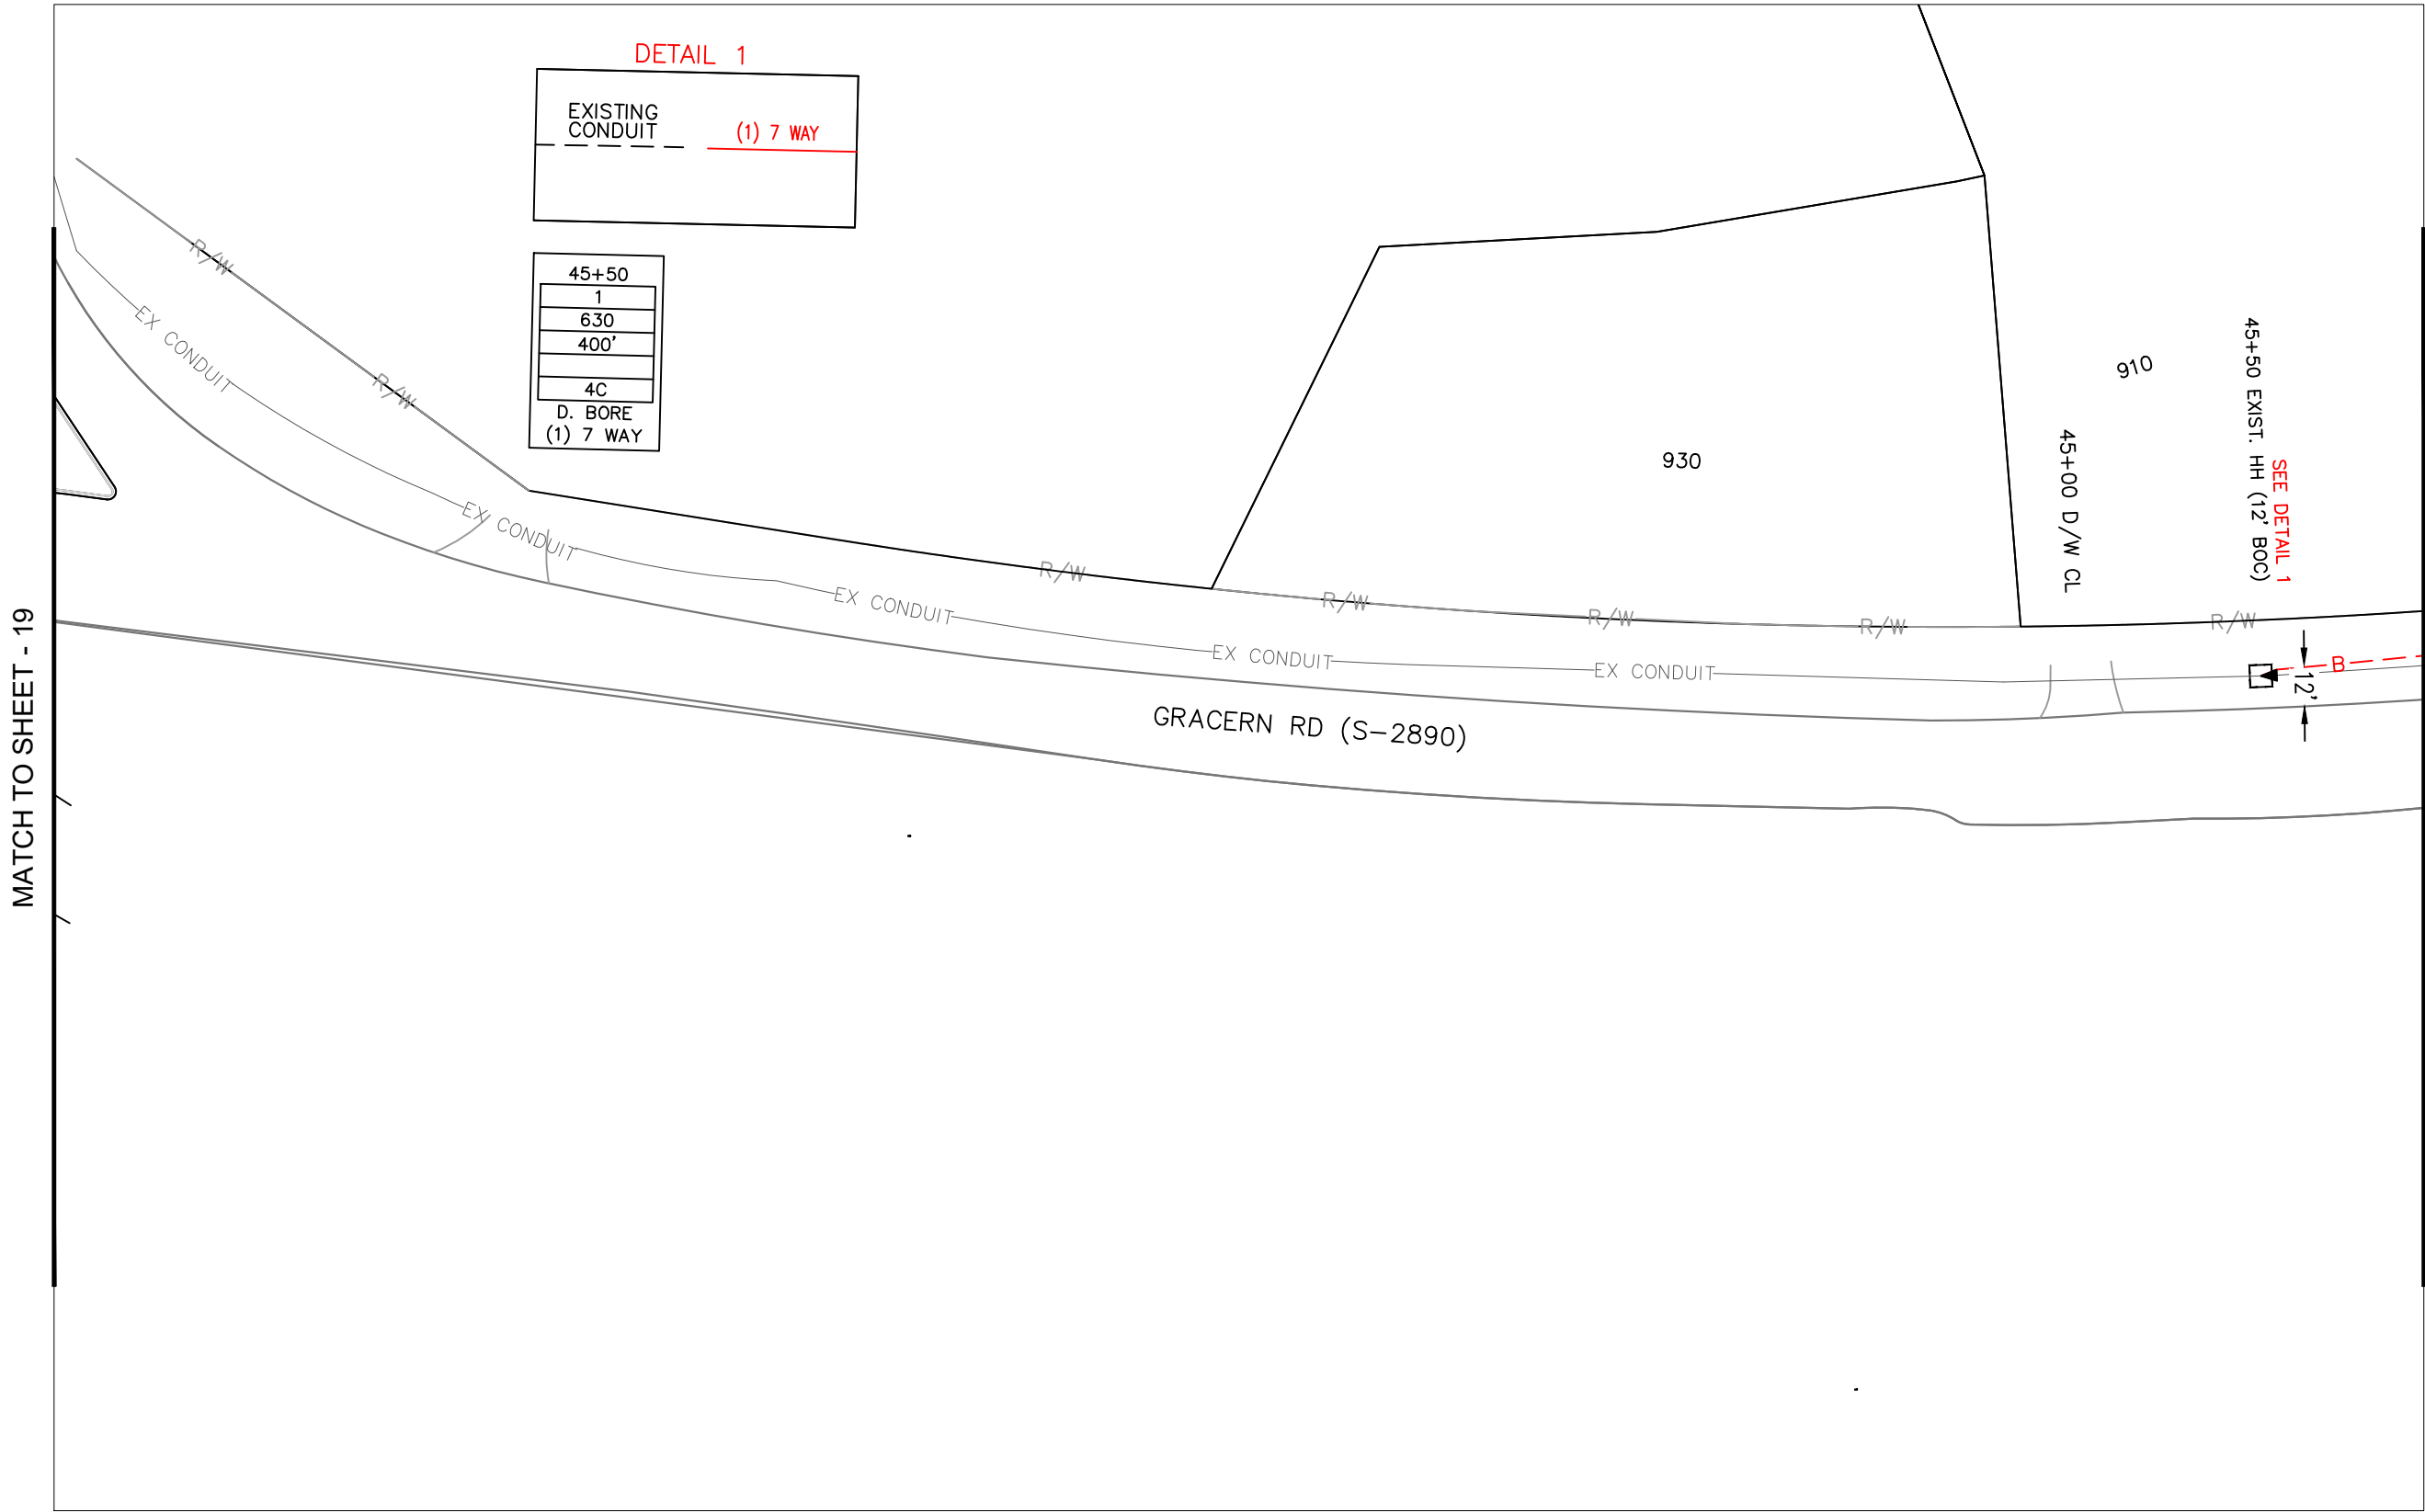 DETAIL 1
EXISTING
CONDUIT
(1) 7 WAY
45+50
1
630
400'
4C
D. BORE
(1) 7 WAY
R/W
EX CONDUIT
R/W
EX CONDUIT
R/W
EX CONDUIT
R/W
EX CONDUIT
R/W
EX CONDUIT
R/W
R/W
930
910
45+00 D/W CL
45+50 EXIST. HH (12' BOC)
SEE DETAIL 1
B
12'
GRACERN RD (S-2890)
MATCH TO SHEET - 19